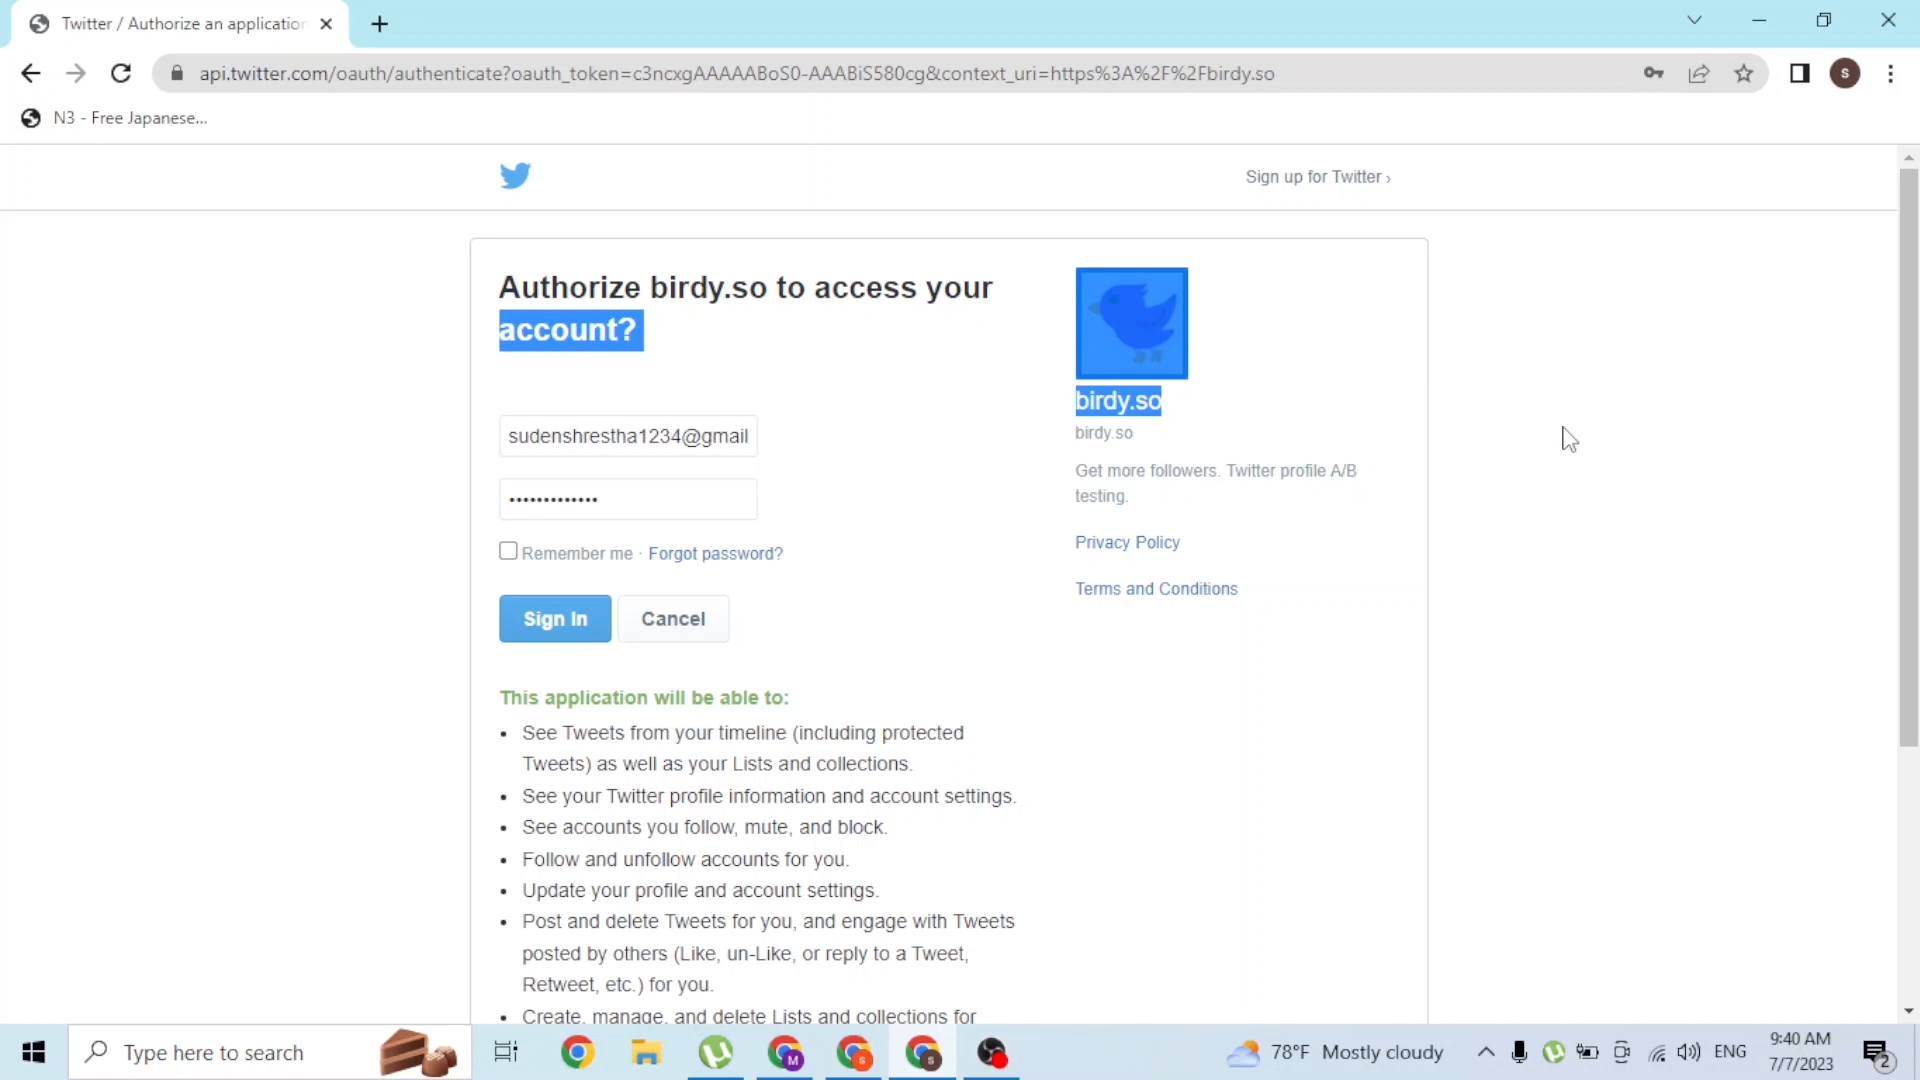 Twitter / Authorize an application
api.twitter.com/oauth/authenticate?oauth_token=c3ncxgAAAAABoS0-AAABiS580cg&context_uri=https%3A%2F%2Fbirdy.so
S
N3 - Free Japanese...
Sign up for Twitter ›
Authorize birdy.so to access your
account?
sudenshrestha1234@gmail
•••••••••••••
Remember me · Forgot password?
Sign In
Cancel
birdy.so
birdy.so
Get more followers. Twitter profile A/B
testing.
Privacy Policy
Terms and Conditions
This application will be able to:
• See Tweets from your timeline (including protected
Tweets) as well as your Lists and collections.
• See your Twitter profile information and account settings.
• See accounts you follow, mute, and block.
• Follow and unfollow accounts for you.
• Update your profile and account settings.
• Post and delete Tweets for you, and engage with Tweets
posted by others (Like, un-Like, or reply to a Tweet,
Retweet, etc.) for you.
• Create, manage, and delete Lists and collections for
Type here to search
M
S
S
78°F Mostly cloudy
ENG
9:40 AM
7/7/2023
2